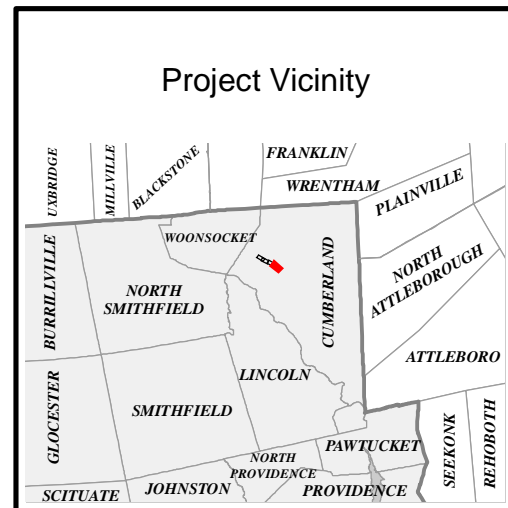 Project Vicinity
FRANKLIN
UXBRIDGE
MILLVILLE
BLACKSTONE
WRENTHAM
PLAINVILLE
WOONSOCKET
BURRILLVILLE
NORTH
SMITHFIELD
CUMBERLAND
NORTH
ATTLEBOROUGH
ATTLEBORO
LINCOLN
GLOCESTER
SMITHFIELD
PAWTUCKET
SEEKONK
REHOBOTH
NORTH
PROVIDENCE
SCITUATE
JOHNSTON
PROVIDENCE